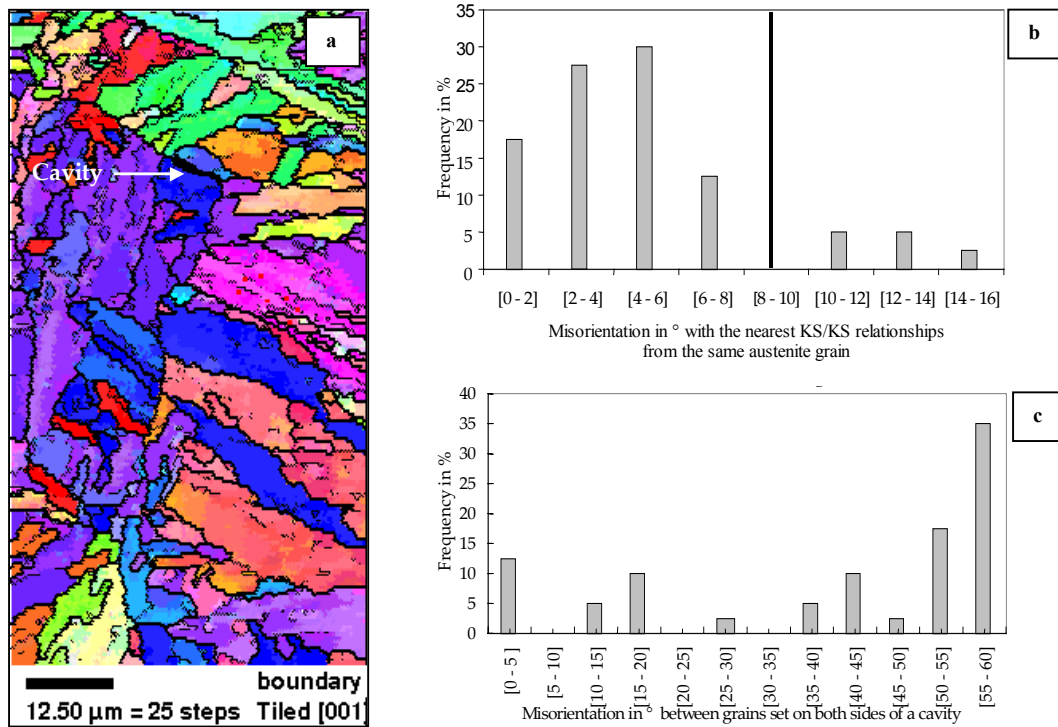 a
Cavity
boundary
12.50 µm = 25 steps Tiled [001]
b
Frequency in %
35
30
25
20
15
10
5
0
[0 - 2] [2 - 4] [4 - 6] [6 - 8] [8 - 10] [10 - 12] [12 - 14] [14 - 16]
Misorientation in ° with the nearest KS/KS relationships
from the same austenite grain
c
Frequency in %
40
35
30
25
20
15
10
5
0
[0 - 5 ]
[5 - 10]
[10 - 15]
[15 - 20]
[20 - 25]
[25 - 30]
[30 - 35]
[35 - 40]
[40 - 45]
[45 - 50]
[50 - 55]
[55 - 60]
Misorientation in ° between grains set on both sides of a cavity